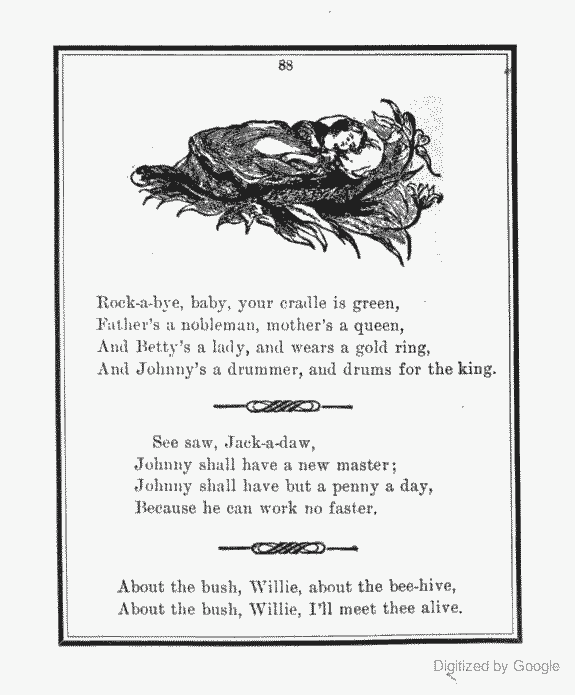 88
Rock-a-bye, baby, your cradle is green,
Father's a nobleman, mother's a queen,
And Betty's a lady, and wears a gold ring,
And Johnny's a drummer, and drums for the king.
See saw, Jack-a-daw,
Johnny shall have a new master;
Johnny shall have but a penny a day,
Because he can work no faster.
About the bush, Willie, about the bee-hive,
About the bush, Willie, I'll meet thee alive.
Digitized by Google